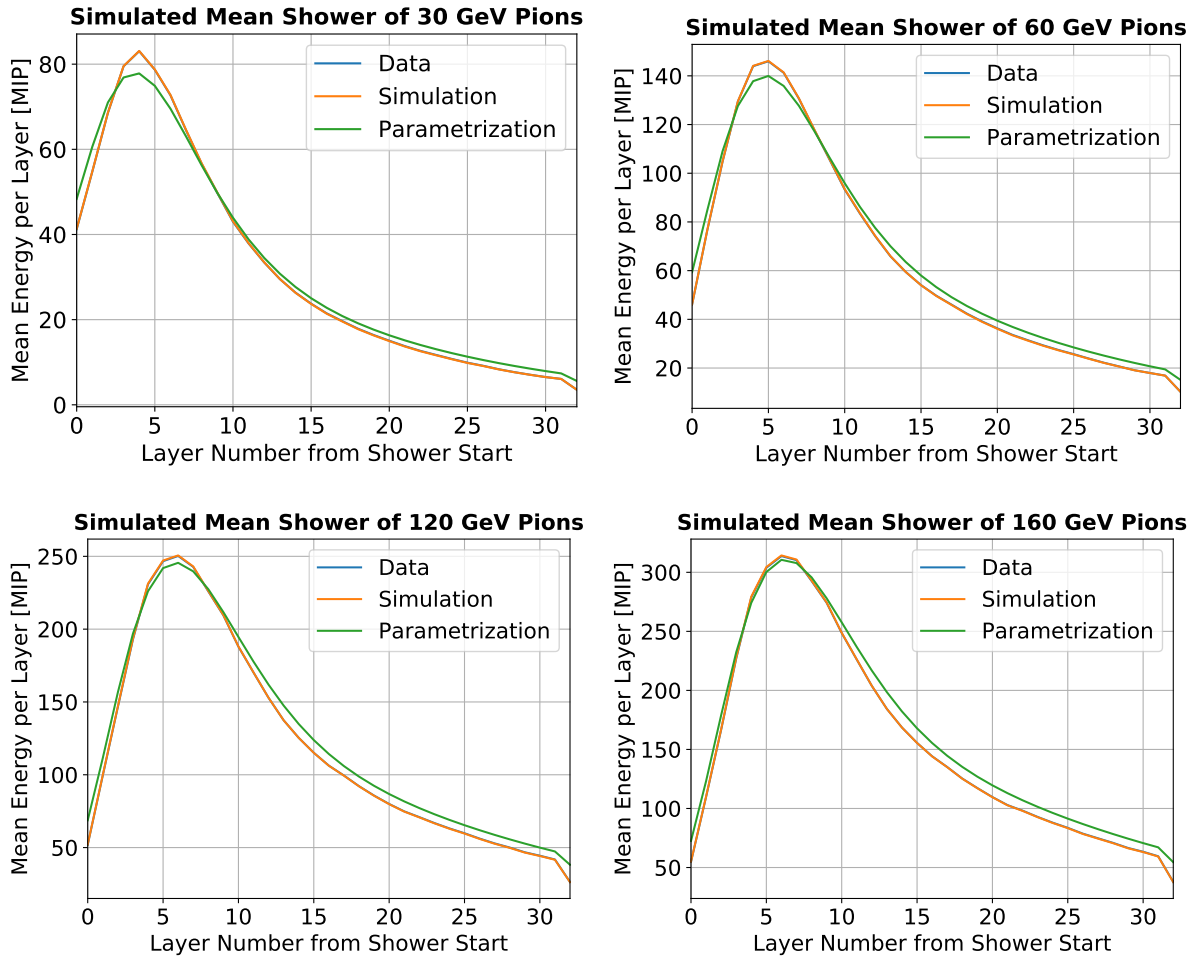 Simulated Mean Shower of 30 GeV Pions
Mean Energy per Layer [MIP]
80
60
40
20
0
Data
Simulation
Parametrization
0 5 10 15 20 25 30
Layer Number from Shower Start
Simulated Mean Shower of 60 GeV Pions
Mean Energy per Layer [MIP]
140
120
100
80
60
40
20
Data
Simulation
Parametrization
0 5 10 15 20 25 30
Layer Number from Shower Start
Simulated Mean Shower of 120 GeV Pions
Mean Energy per Layer [MIP]
250
200
150
100
50
Data
Simulation
Parametrization
0 5 10 15 20 25 30
Layer Number from Shower Start
Simulated Mean Shower of 160 GeV Pions
Mean Energy per Layer [MIP]
300
250
200
150
100
50
Data
Simulation
Parametrization
0 5 10 15 20 25 30
Layer Number from Shower Start